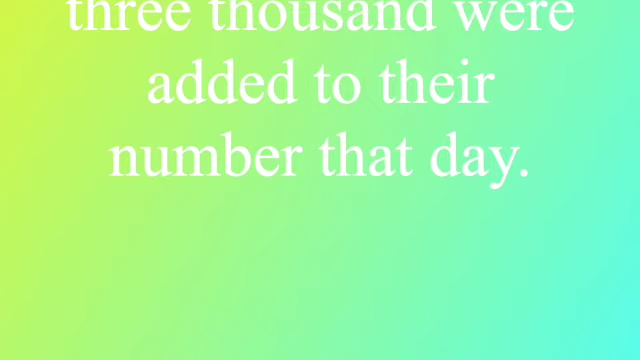 three thousand were
added to their
number that day.